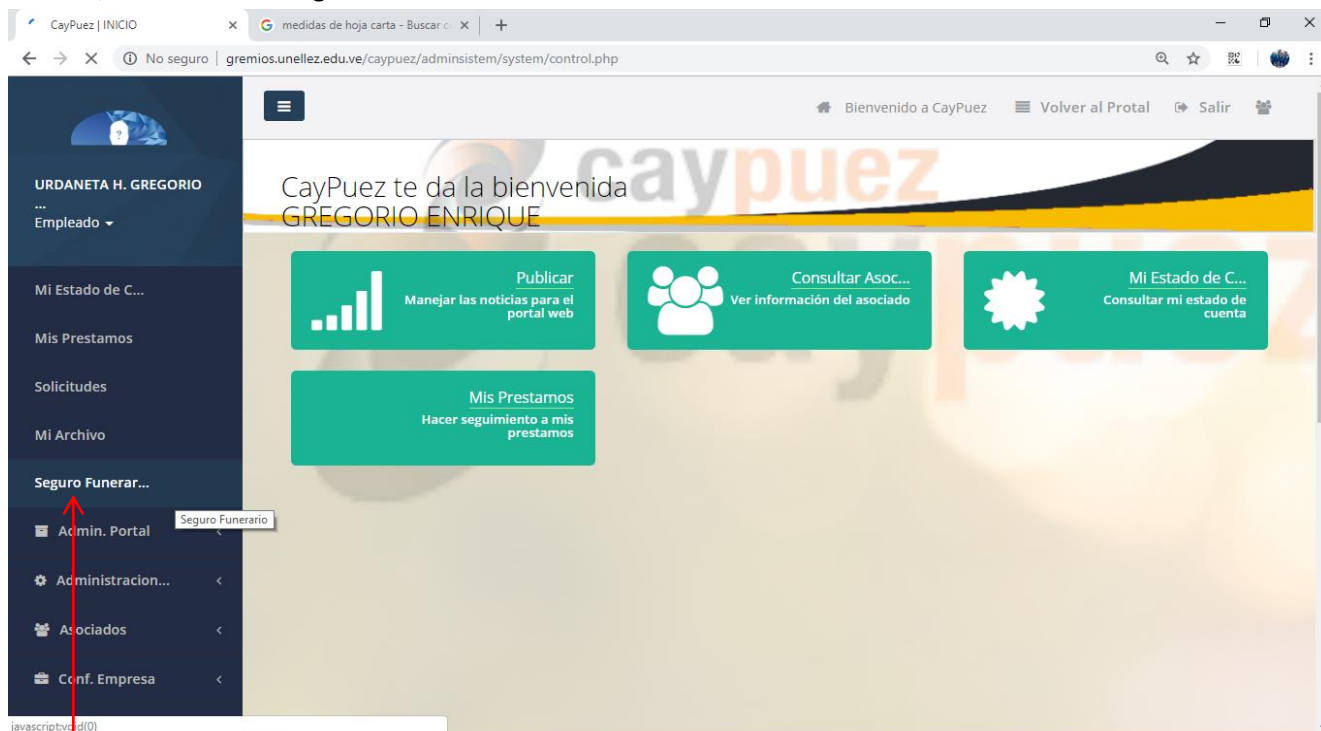 CayPuez | INICIO
medidas de hoja carta - Buscar c
No seguro | gremios.unellez.edu.ve/caypuez/adminsistem/system/control.php
Bienvenido a CayPuez
Volver al Protal
Salir
URDANETA H. GREGORIO
...
Empleado
caypuez
CayPuez te da la bienvenida
GREGORIO ENRIQUE
caypuez
Publicar
Manejar las noticias para el
portal web
Consultar Asoc...
Ver información del asociado
Mi Estado de C...
Consultar mi estado de
cuenta
Mis Prestamos
Hacer seguimiento a mis
prestamos
Mi Estado de C...
Mis Prestamos
Solicitudes
Mi Archivo
Seguro Funerar...
Seguro Funerario
Admin. Portal
Administracion...
Asociados
Conf. Empresa
javascript:void(0)